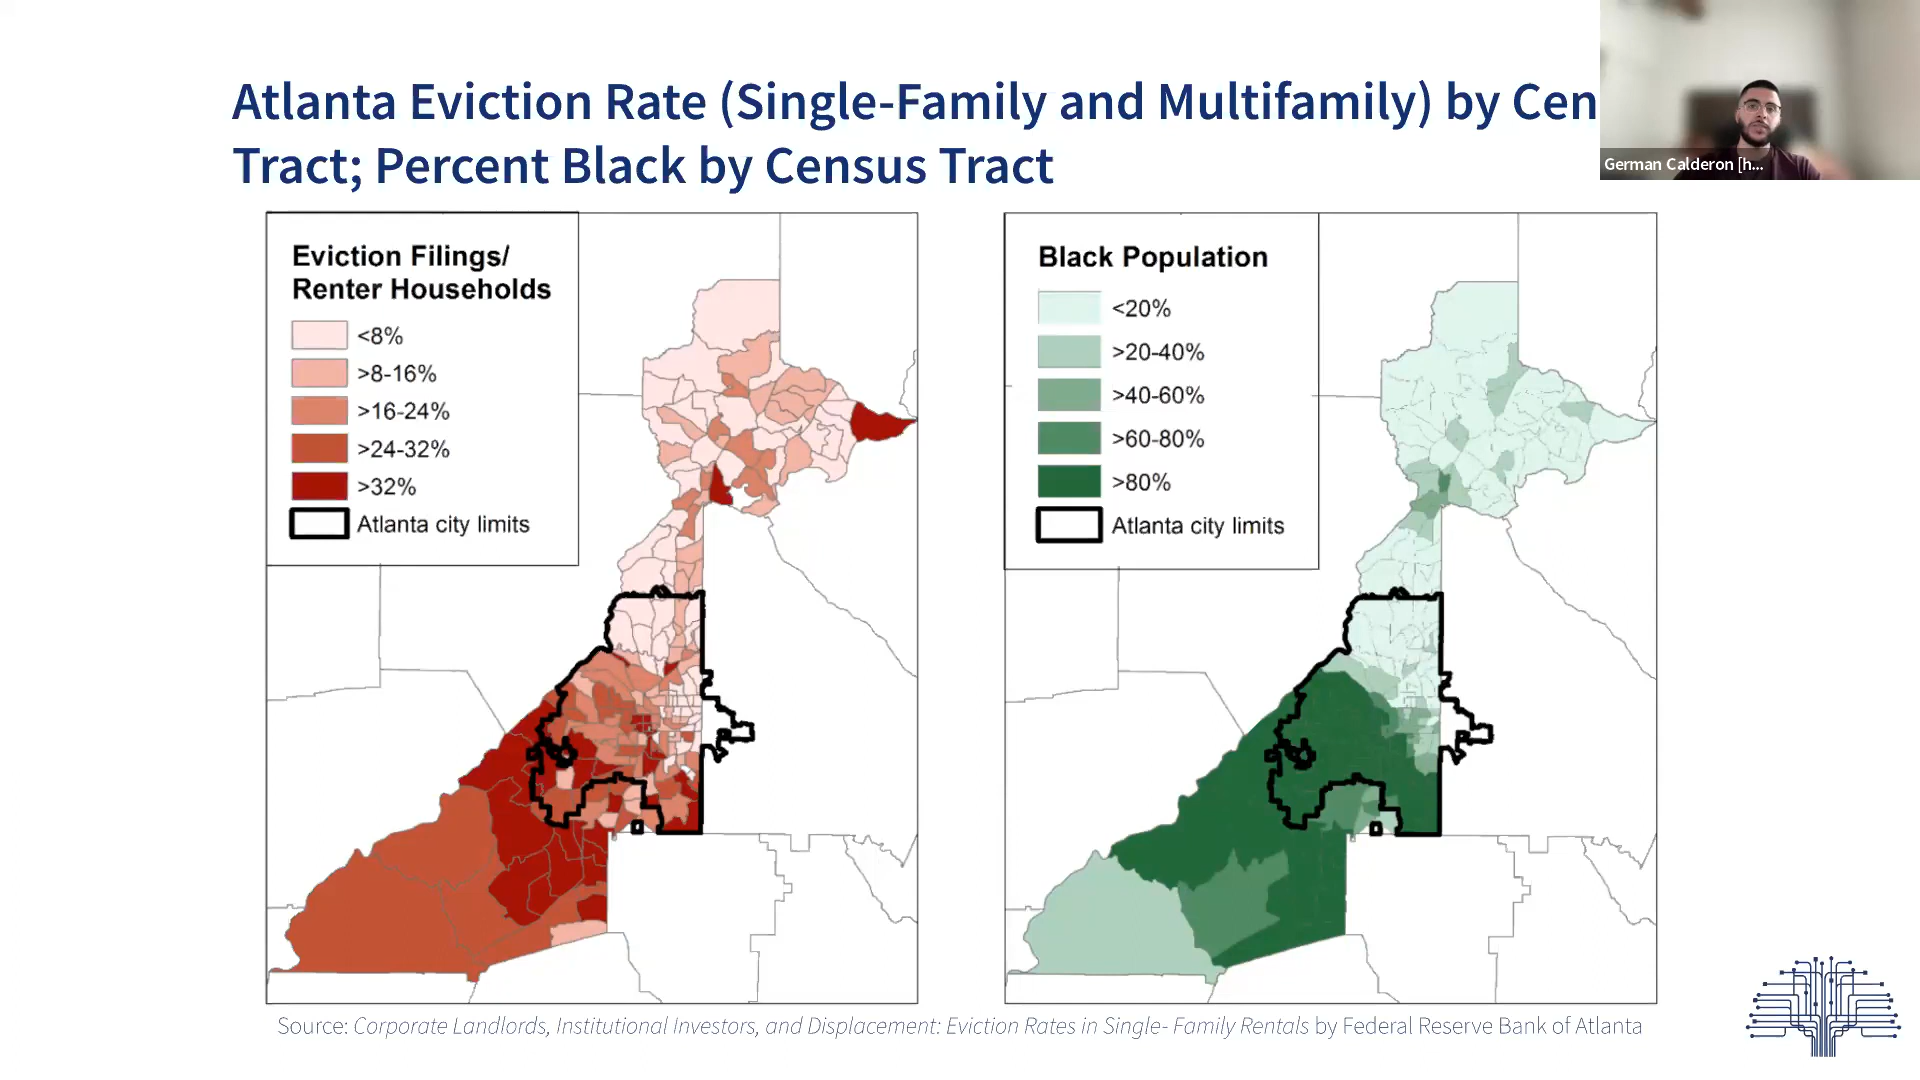 Atlanta Eviction Rate (Single-Family and Multifamily) by Cen
Tract; Percent Black by Census Tract
German Calderon [h...
Eviction Filings/
Renter Households
<8%
>8-16%
>16-24%
>24-32%
>32%
Atlanta city limits
Black Population
<20%
>20-40%
>40-60%
>60-80%
>80%
Atlanta city limits
Source: Corporate Landlords, Institutional Investors, and Displacement: Eviction Rates in Single- Family Rentals by Federal Reserve Bank of Atlanta